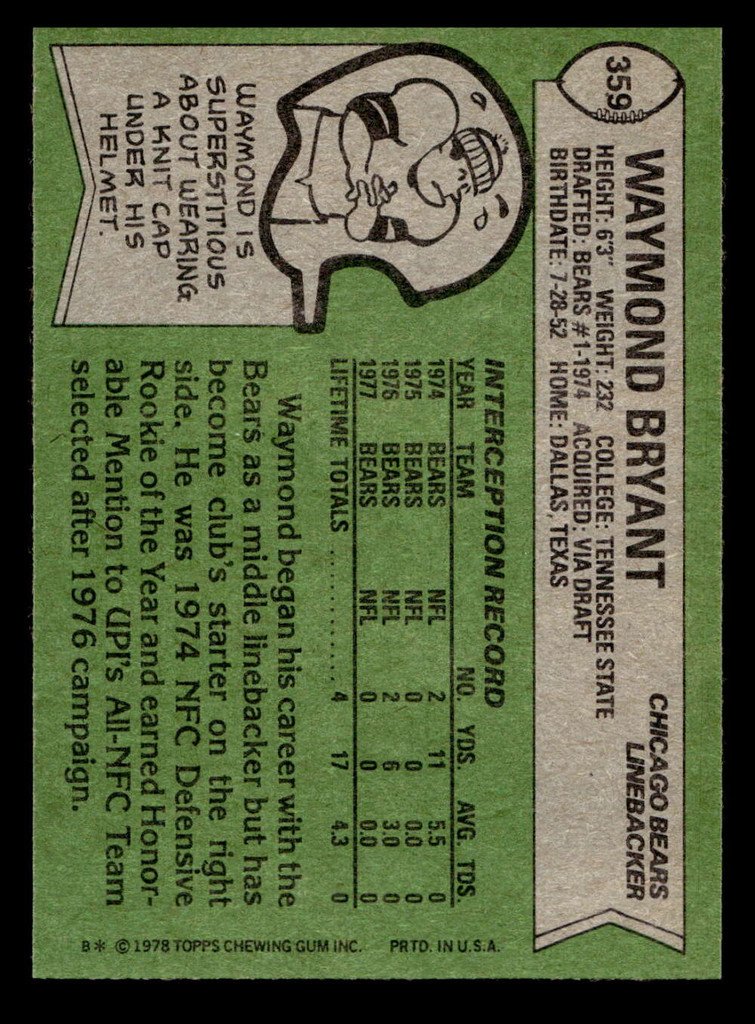 359
WAYMOND BRYANT
CHICAGO BEARS
LINEBACKER
HEIGHT: 6'3" WEIGHT: 232 COLLEGE: TENNESSEE STATE
DRAFTED: BEARS #1-1974 ACQUIRED: VIA DRAFT
BIRTHDATE: 7-28-52 HOME: DALLAS, TEXAS
WAYMOND IS
SUPERSTITIOUS
ABOUT WEARING
A KNIT CAP
UNDER HIS
HELMET.
INTERCEPTION RECORD
YEAR TEAM NO. YDS. AVG. TDS.
1974 BEARS NFL 2 11 5.5 0
1975 BEARS NFL 0 0 0.0 0
1976 BEARS NFL 2 6 3.0 0
1977 BEARS NFL 0 0 0.0 0
LIFETIME TOTALS ........... 4 17 4.3 0
Waymond began his career with the
Bears as a middle linebacker but has
become club's starter on the right
side. He was 1974 NFC Defensive
Rookie of the Year and earned Honor-
able Mention to UPI's All-NFC Team
selected after 1976 campaign.
B* © 1978 TOPPS CHEWING GUM INC. PRTD. IN U.S.A.